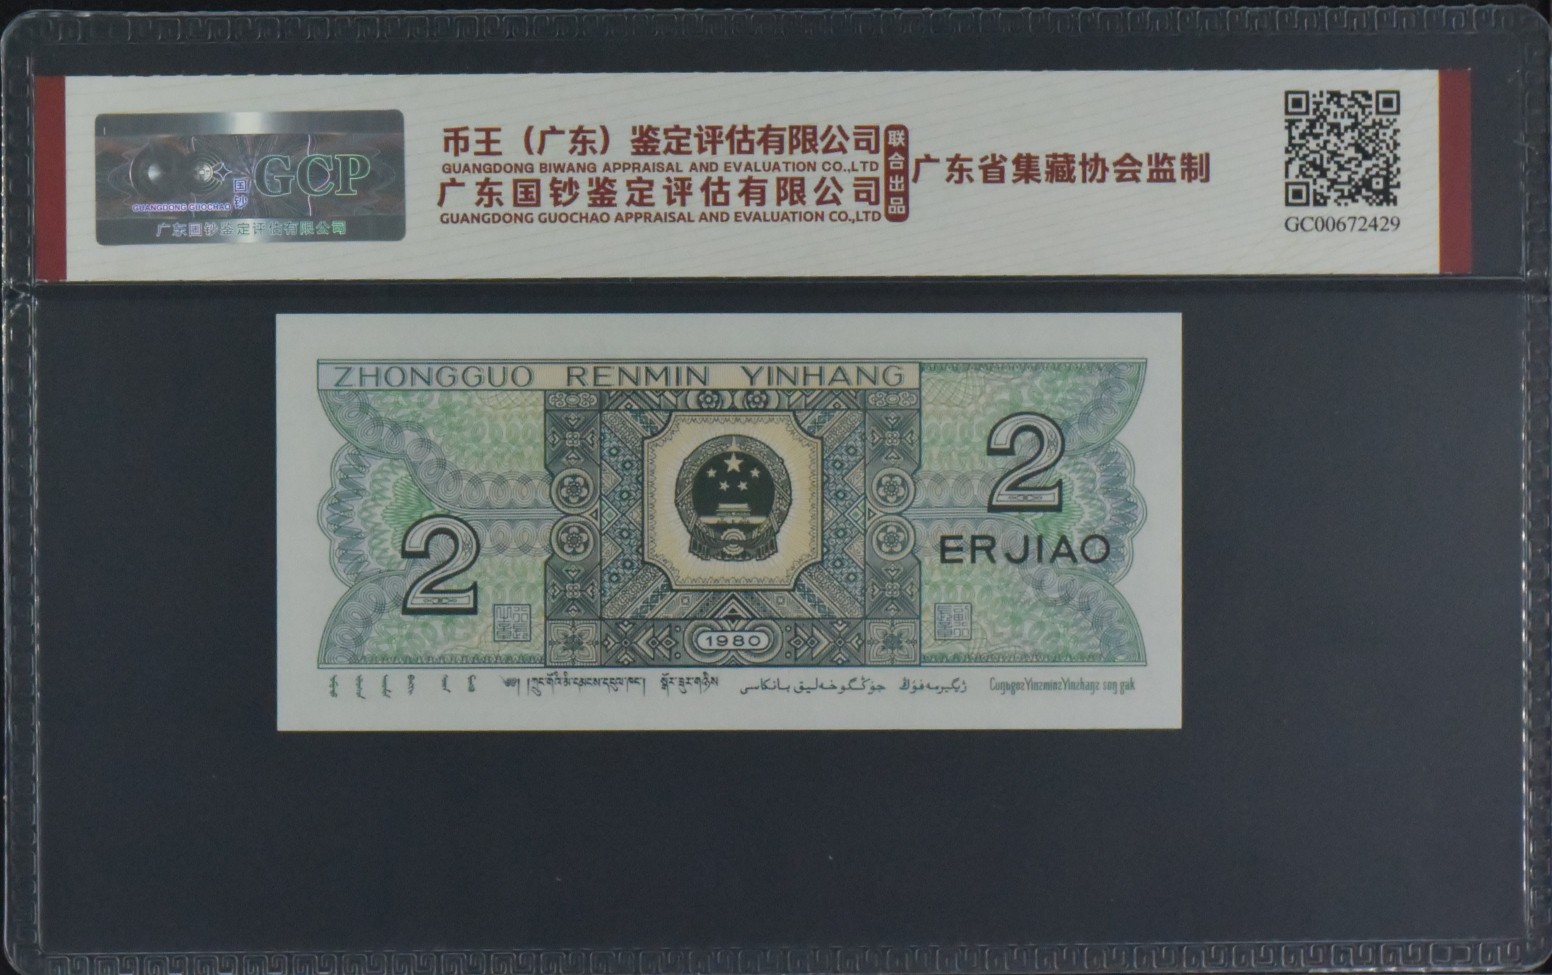 GCP
国钞
GUANGDONG GUOCHAO
广东国钞鉴定评估有限公司
币王（广东）鉴定评估有限公司
GUANGDONG BIWANG APPRAISAL AND EVALUATION CO.,LTD
广东国钞鉴定评估有限公司
GUANGDONG GUOCHAO APPRAISAL AND EVALUATION CO.,LTD
联合出品
广东省集藏协会监制
GC00672429
ZHONGGUO RENMIN YINHANG
2
2
ERJIAO
1980